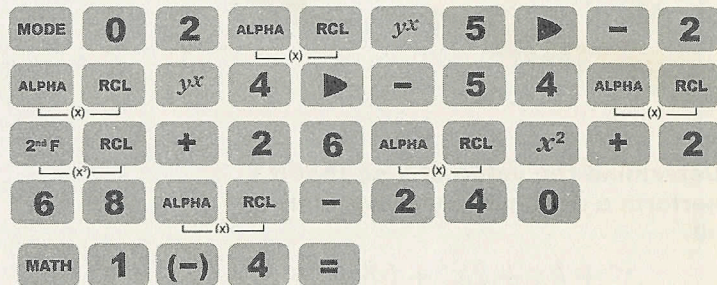 MODE 0 2 ALPHA RCL yx 5 ▶ − 2
(x)
ALPHA RCL yx 4 ▶ − 5 4 ALPHA RCL
(x) (x)
2nd F RCL + 2 6 ALPHA RCL x² + 2
(x³) (x)
6 8 ALPHA RCL − 2 4 0
(x)
MATH 1 (−) 4 =